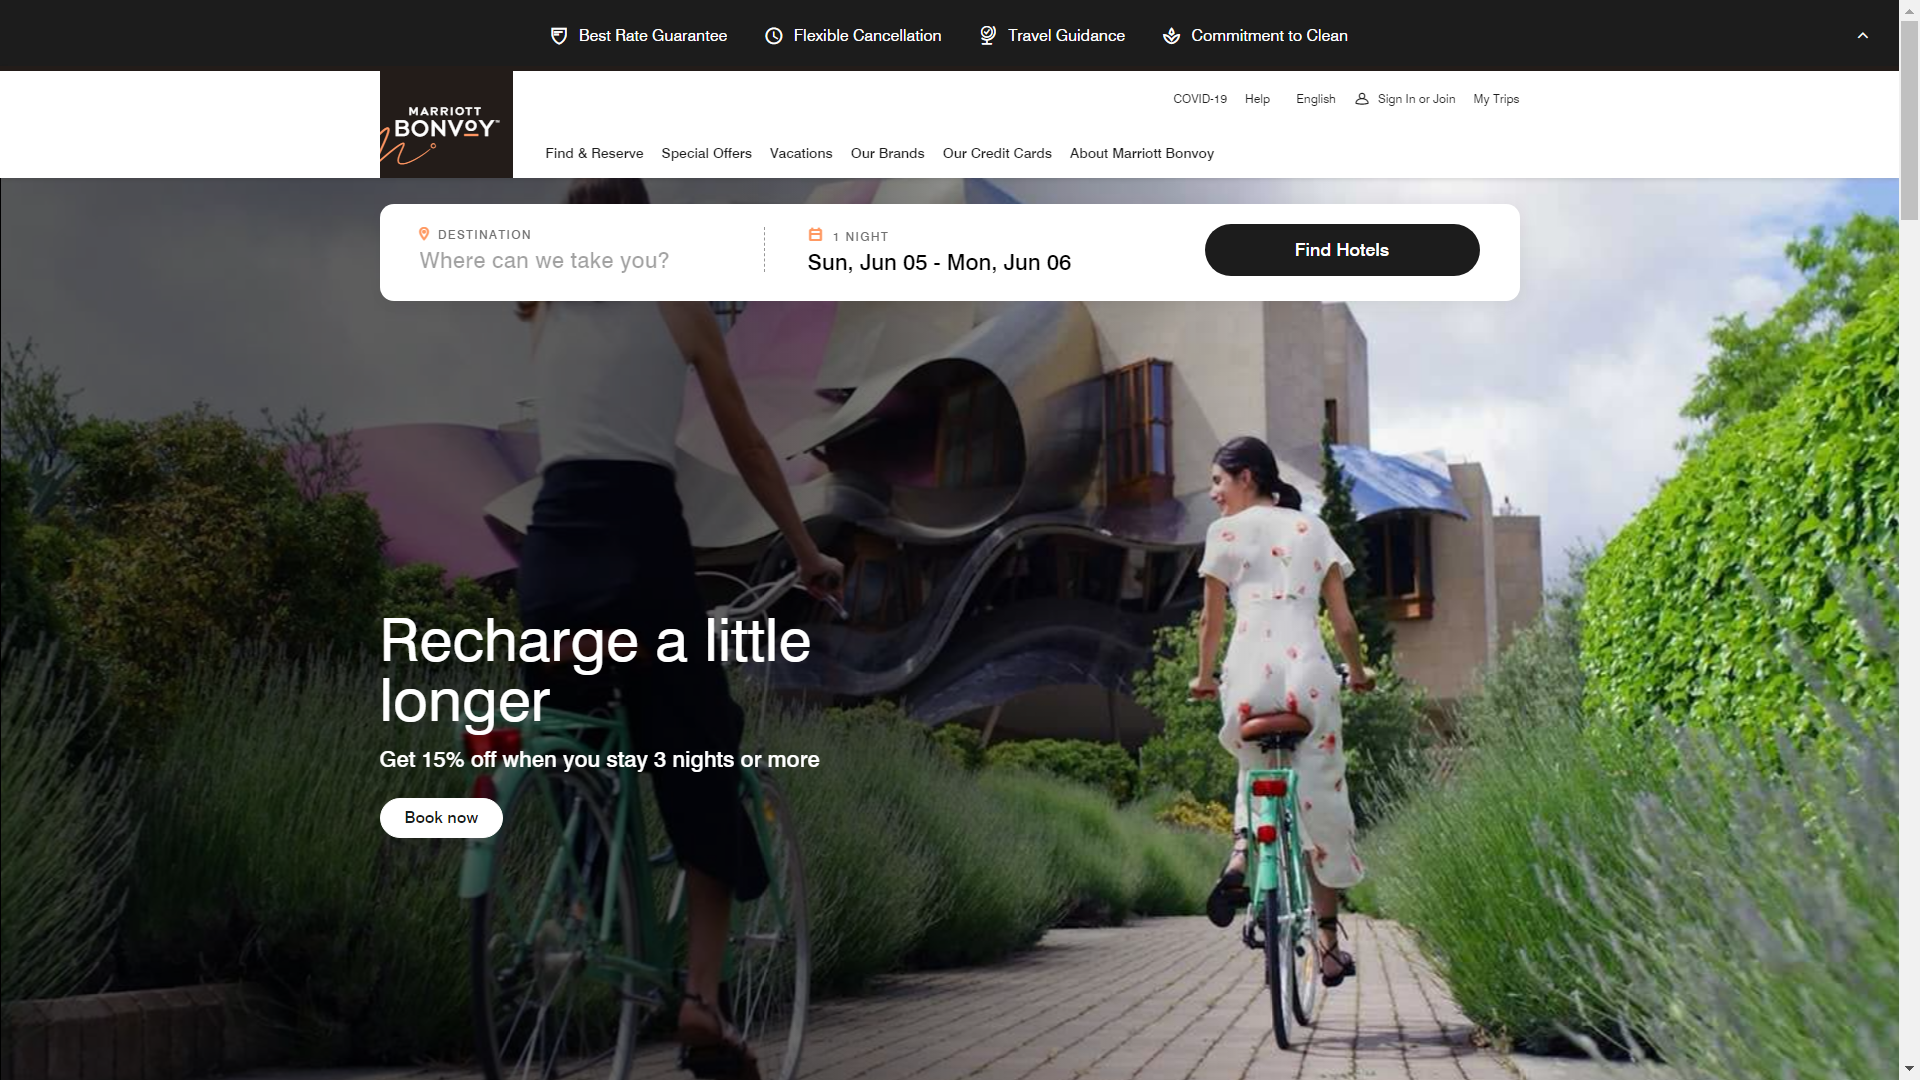 Best Rate Guarantee
Flexible Cancellation
Travel Guidance
Commitment to Clean
MARRIOTT
BONVOY™
COVID-19
Help
English
Sign In or Join
My Trips
Find & Reserve
Special Offers
Vacations
Our Brands
Our Credit Cards
About Marriott Bonvoy
DESTINATION
Where can we take you?
1 NIGHT
Sun, Jun 05 - Mon, Jun 06
Find Hotels
Recharge a little
longer
Get 15% off when you stay 3 nights or more
Book now